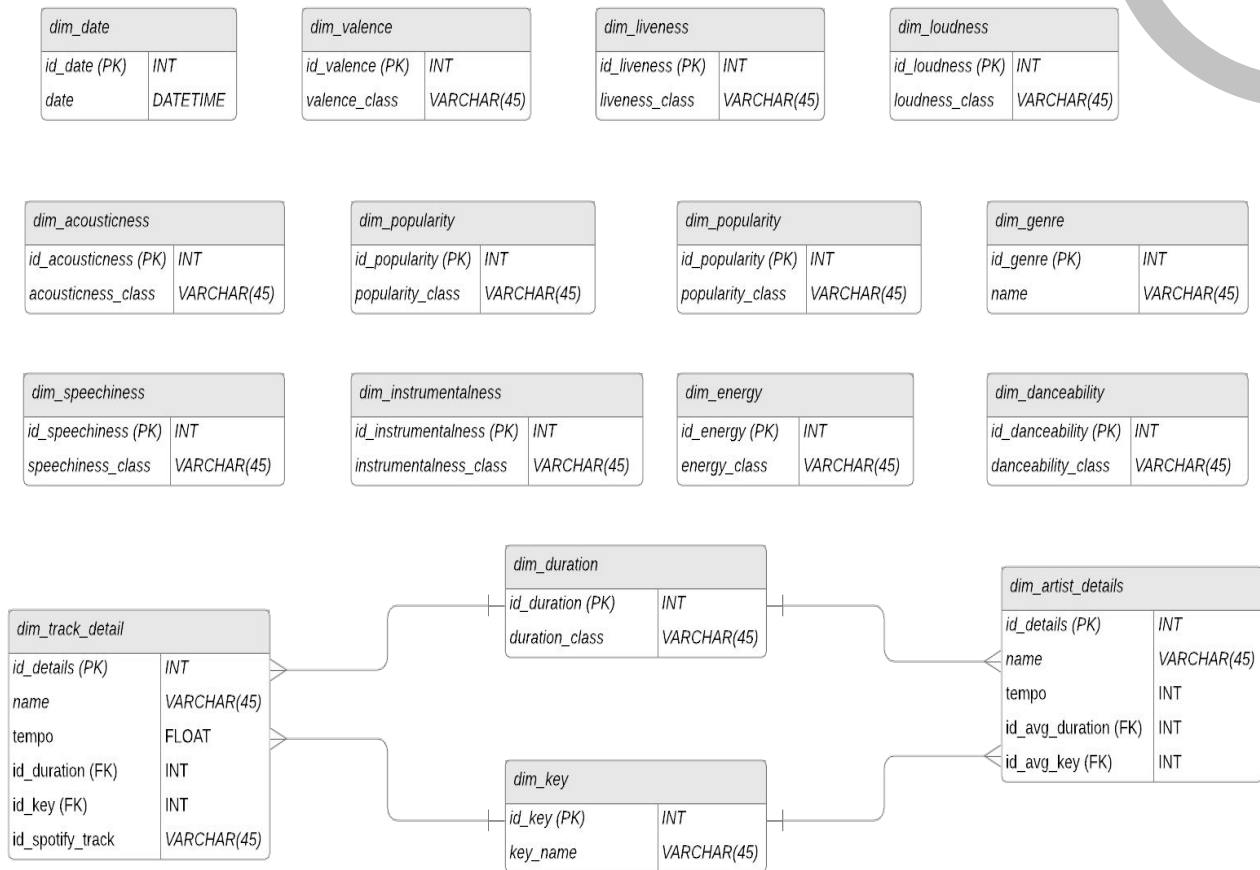 dim_date
id_date (PK) INT
date DATETIME
dim_valence
id_valence (PK) INT
valence_class VARCHAR(45)
dim_liveness
id_liveness (PK) INT
liveness_class VARCHAR(45)
dim_loudness
id_loudness (PK) INT
loudness_class VARCHAR(45)
dim_acousticness
id_acousticness (PK) INT
acousticness_class VARCHAR(45)
dim_popularity
id_popularity (PK) INT
popularity_class VARCHAR(45)
dim_popularity
id_popularity (PK) INT
popularity_class VARCHAR(45)
dim_genre
id_genre (PK) INT
name VARCHAR(45)
dim_speechiness
id_speechiness (PK) INT
speechiness_class VARCHAR(45)
dim_instrumentalness
id_instrumentalness (PK) INT
instrumentalness_class VARCHAR(45)
dim_energy
id_energy (PK) INT
energy_class VARCHAR(45)
dim_danceability
id_danceability (PK) INT
danceability_class VARCHAR(45)
dim_track_detail
id_details (PK) INT
name VARCHAR(45)
tempo FLOAT
id_duration (FK) INT
id_key (FK) INT
id_spotify_track VARCHAR(45)
dim_duration
id_duration (PK) INT
duration_class VARCHAR(45)
dim_key
id_key (PK) INT
key_name VARCHAR(45)
dim_artist_details
id_details (PK) INT
name VARCHAR(45)
tempo INT
id_avg_duration (FK) INT
id_avg_key (FK) INT